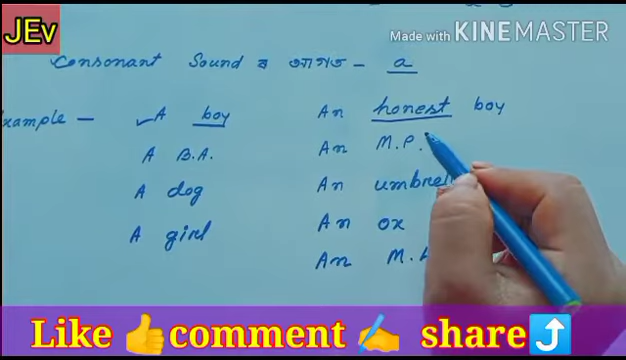 JEv
Made with KINEMASTER
Consonant Sound ৰ আগত - a
Example - A boy An honest boy
A B.A. An M.P.
A dog An umbrel
A girl An ox
An M.
Like 👍 comment ✍️ share ⤴️